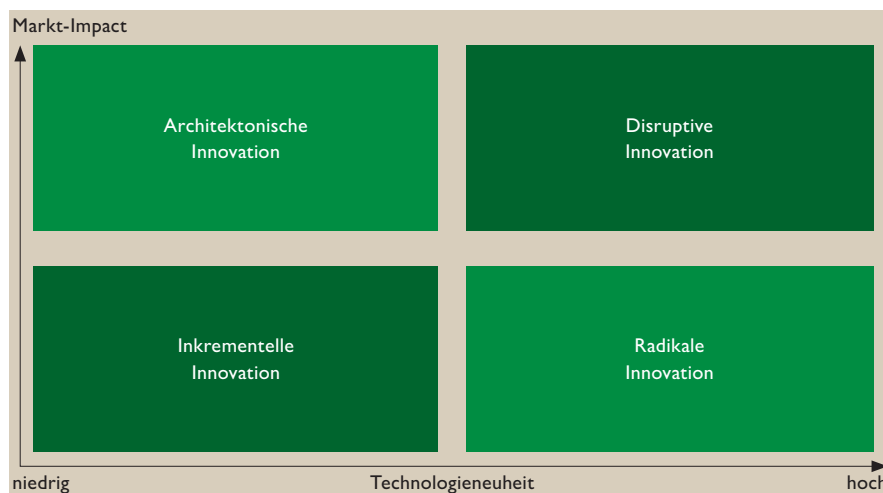 Markt-Impact
Architektonische
Innovation
Disruptive
Innovation
Inkrementelle
Innovation
Radikale
Innovation
niedrig
Technologieneuheit
hoch